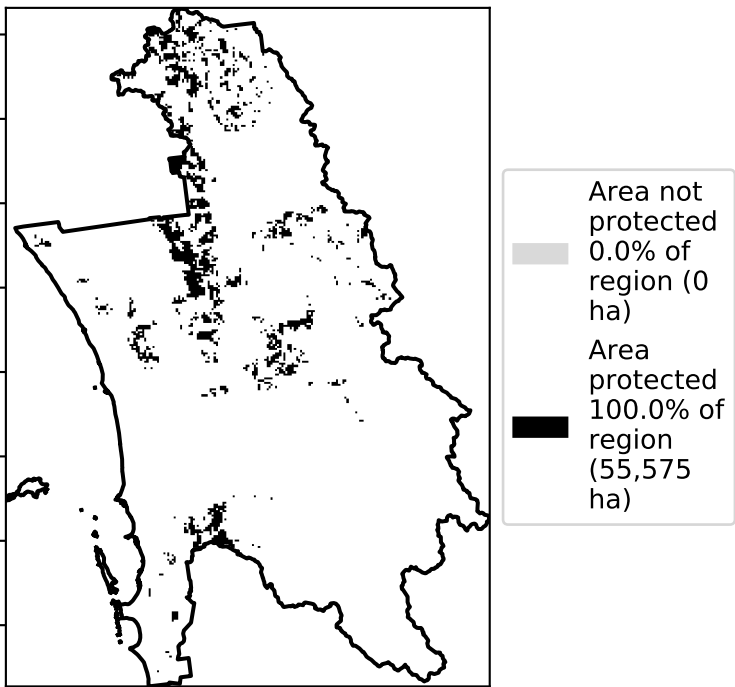 Area not
protected
0.0% of
region (0
ha)
Area
protected
100.0% of
region
(55,575
ha)